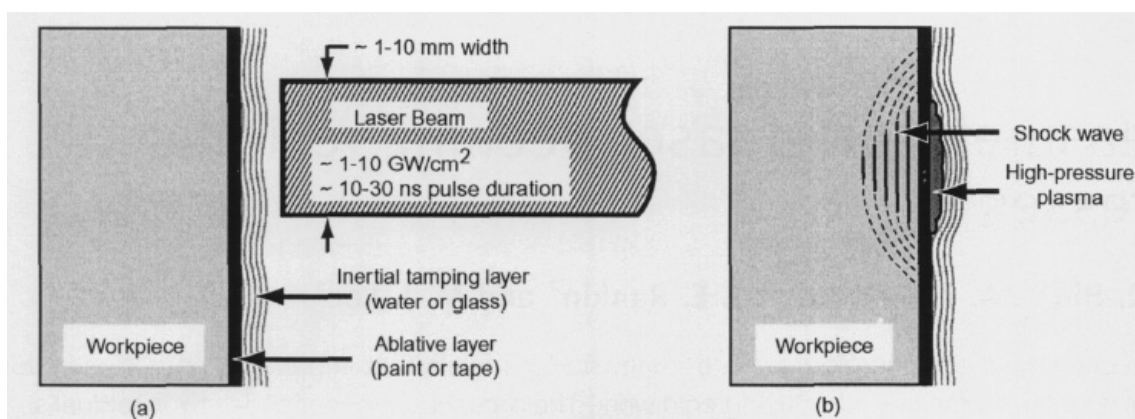 ~ 1-10 mm width
Laser Beam
~ 1-10 GW/cm²
~ 10-30 ns pulse duration
Inertial tamping layer
(water or glass)
Ablative layer
(paint or tape)
Workpiece
(a)
Shock wave
High-pressure
plasma
Workpiece
(b)